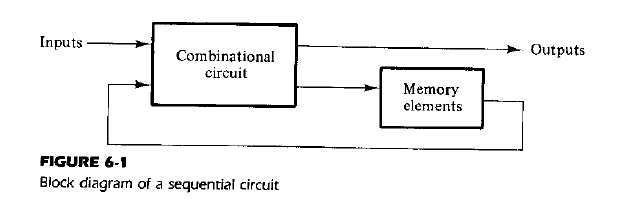 Inputs
Combinational
circuit
Outputs
Memory
elements
FIGURE 6-1
Block diagram of a sequential circuit